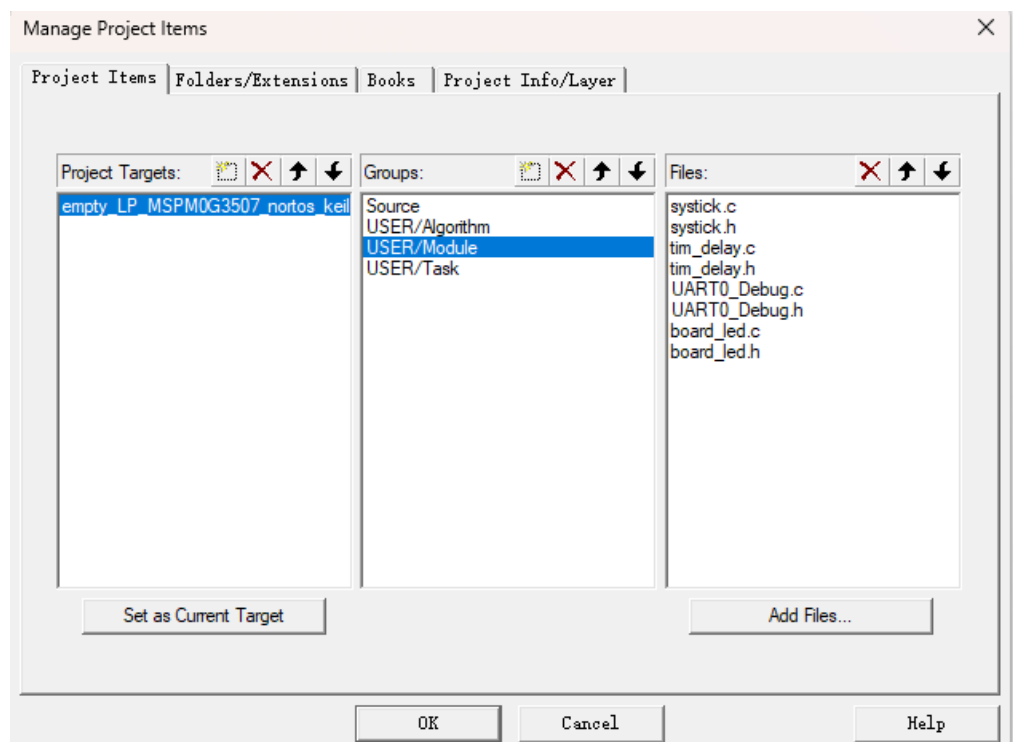 Manage Project Items
Project Items Folders/Extensions Books Project Info/Layer
Project Targets:
empty_LP_MSPM0G3507_nortos_keil
Set as Current Target
Groups:
Source
USER/Algorithm
USER/Module
USER/Task
Files:
systick.c
systick.h
tim_delay.c
tim_delay.h
UART0_Debug.c
UART0_Debug.h
board_led.c
board_led.h
Add Files...
OK Cancel Help